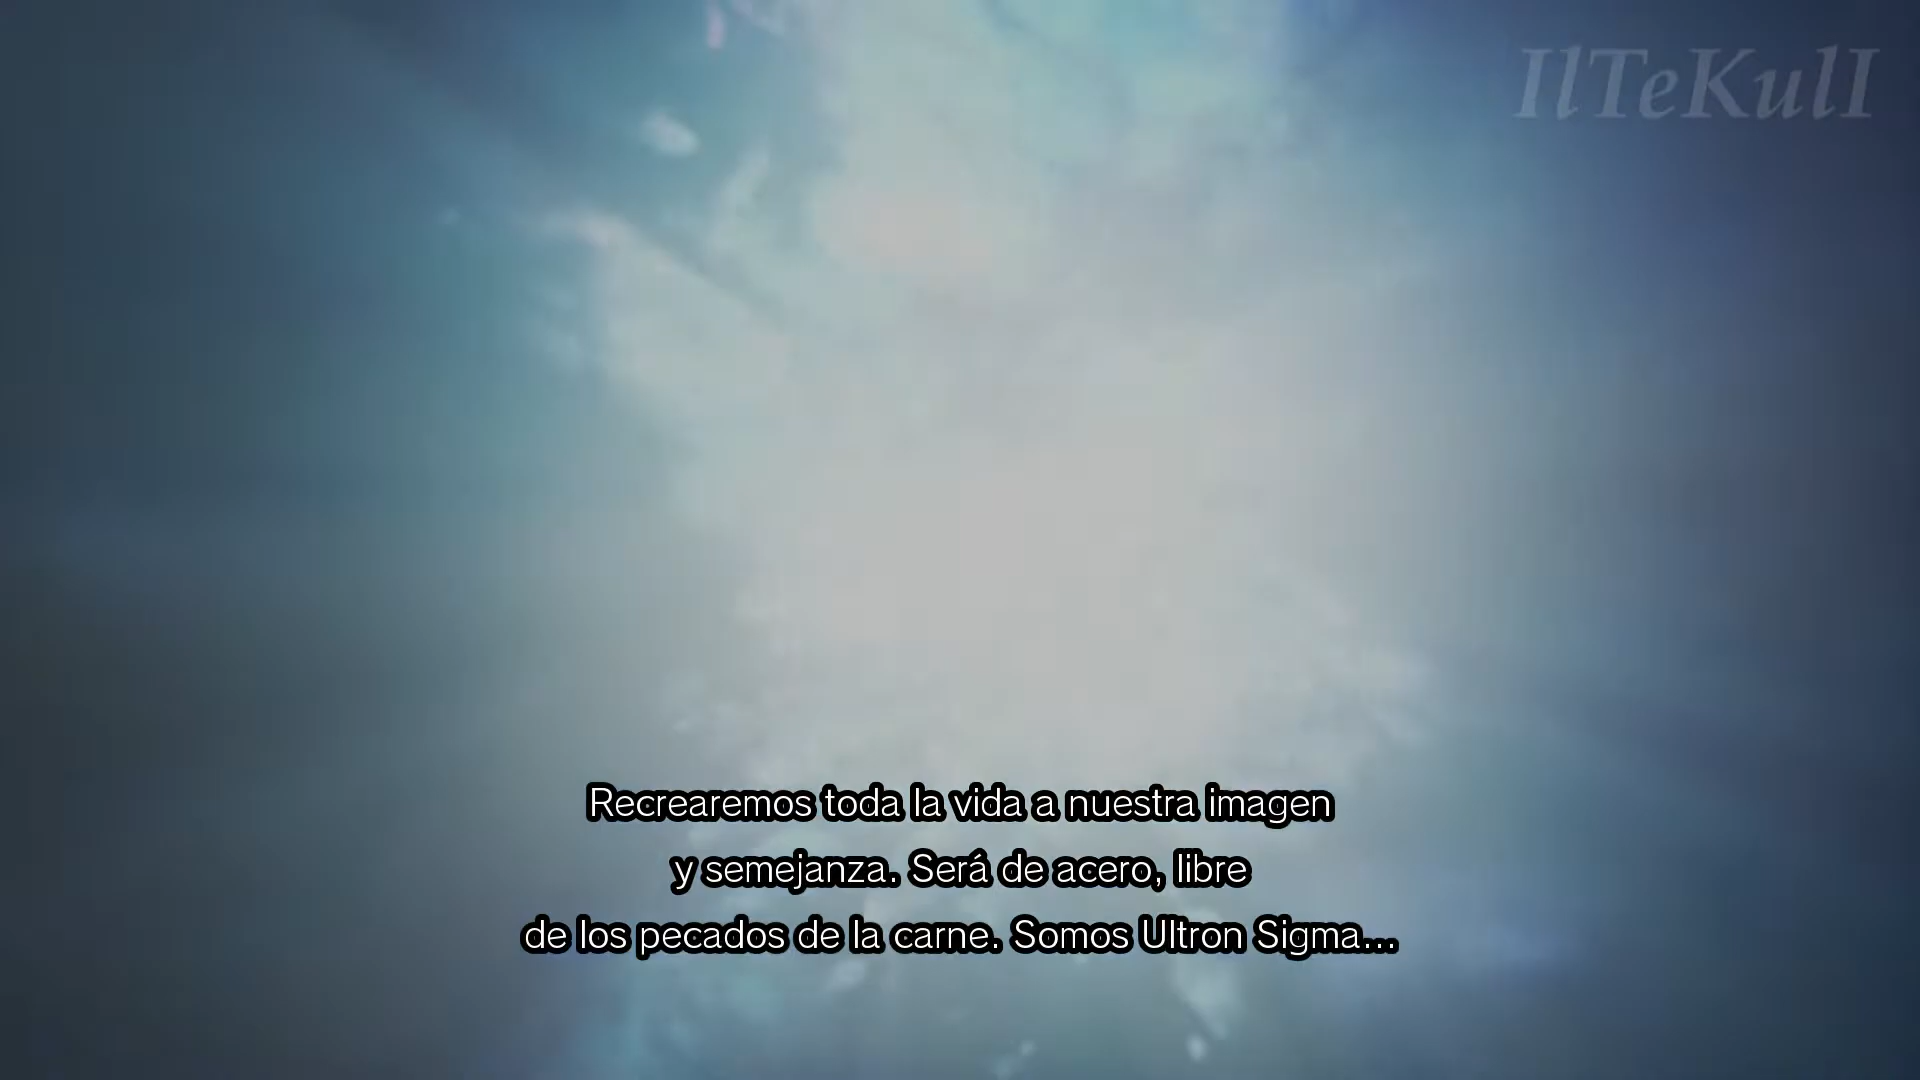 IlTeKulI
Recrearemos toda la vida a nuestra imagen
y semejanza. Será de acero, libre
de los pecados de la carne. Somos Ultron Sigma...